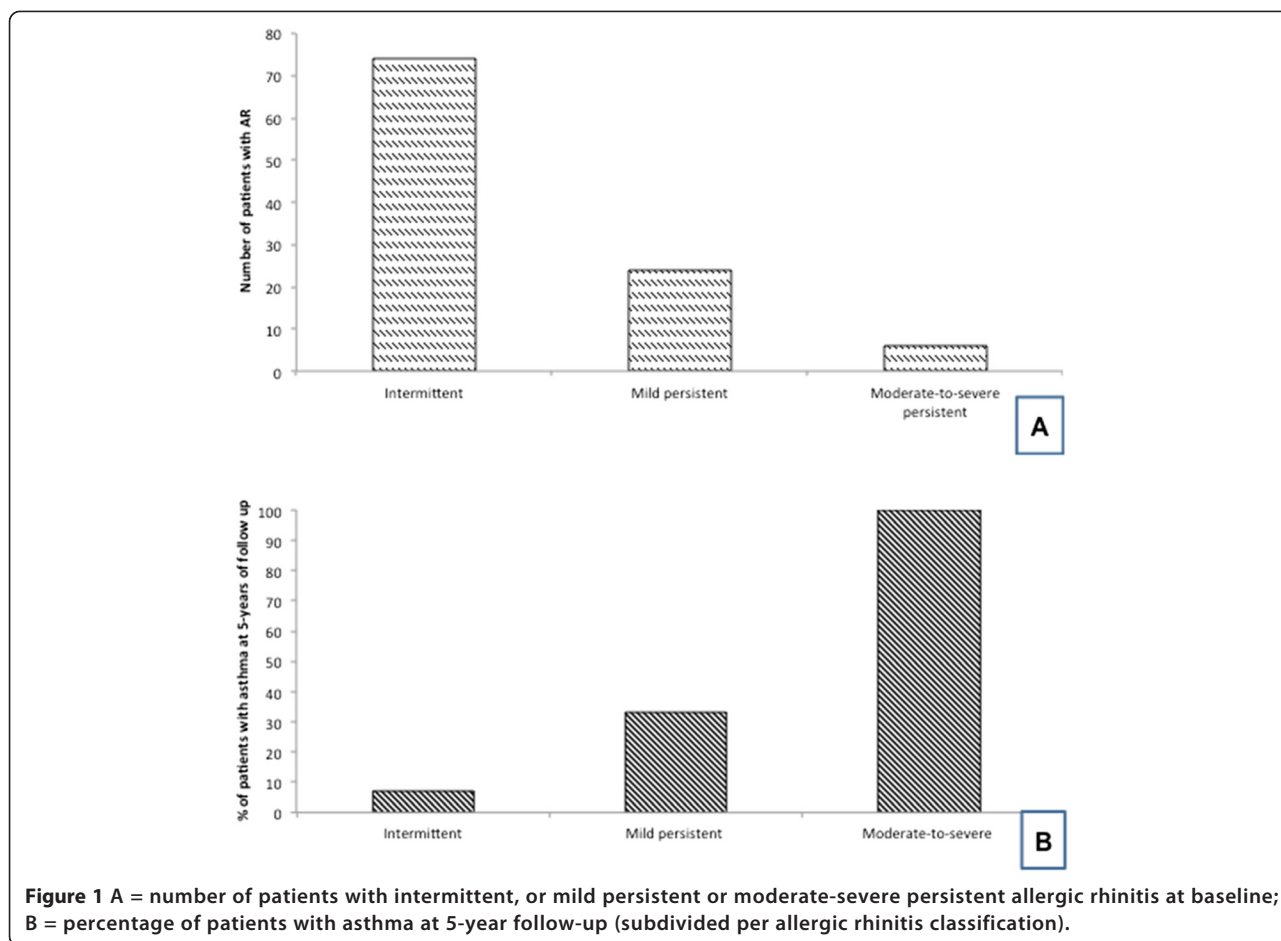 80
70
60
50
40
30
20
10
0
Number of patients with AR
Intermittent
Mild persistent
Moderate-to-severe
persistent
A
100
90
80
70
60
50
40
30
20
10
0
% of patients with asthma at 5-years of follow up
Intermittent
Mild persistent
Moderate-to-severe
B
Figure 1 A = number of patients with intermittent, or mild persistent or moderate-severe persistent allergic rhinitis at baseline;
B = percentage of patients with asthma at 5-year follow-up (subdivided per allergic rhinitis classification).